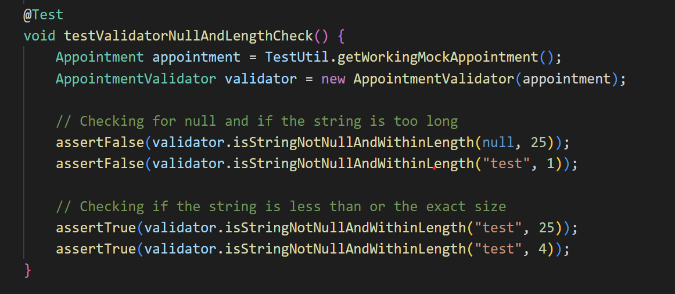 @Test
void testValidatorNullAndLengthCheck() {
    Appointment appointment = TestUtil.getWorkingMockAppointment();
    AppointmentValidator validator = new AppointmentValidator(appointment);

    // Checking for null and if the string is too long
    assertFalse(validator.isStringNotNullAndWithinLength(null, 25));
    assertFalse(validator.isStringNotNullAndWithinLength("test", 1));

    // Checking if the string is less than or the exact size
    assertTrue(validator.isStringNotNullAndWithinLength("test", 25));
    assertTrue(validator.isStringNotNullAndWithinLength("test", 4));
}